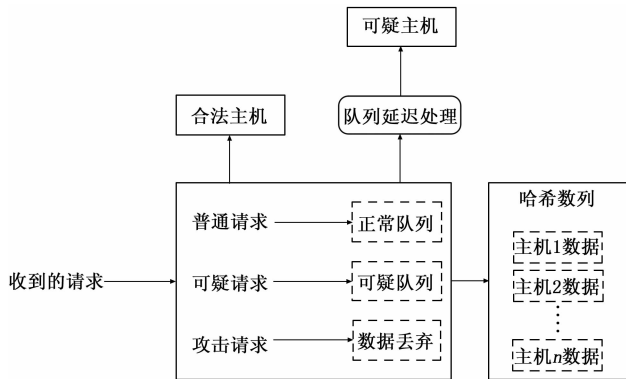 可疑主机
合法主机
队列延迟处理
哈希数列
普通请求
正常队列
主机1数据
收到的请求
可疑请求
可疑队列
主机2数据
攻击请求
数据丢弃
主机n数据